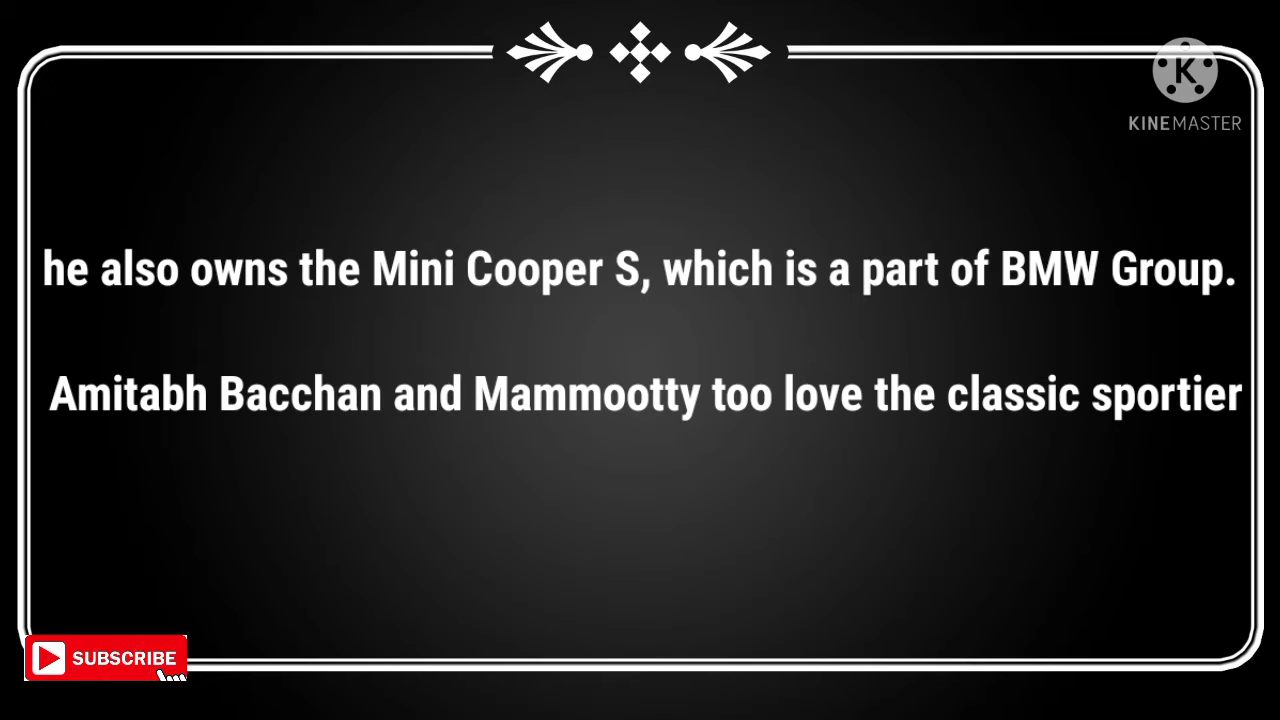 K
KINEMASTER
he also owns the Mini Cooper S, which is a part of BMW Group.
Amitabh Bacchan and Mammootty too love the classic sportier
SUBSCRIBE